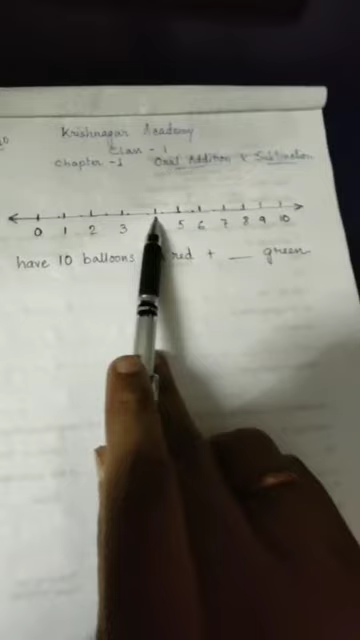 Krishnagar Academy
Class - 1
Chapter -1 Oral Addition & Subtraction
0 1 2 3 5 6 7 8 9 10
have 10 balloons red + __ green